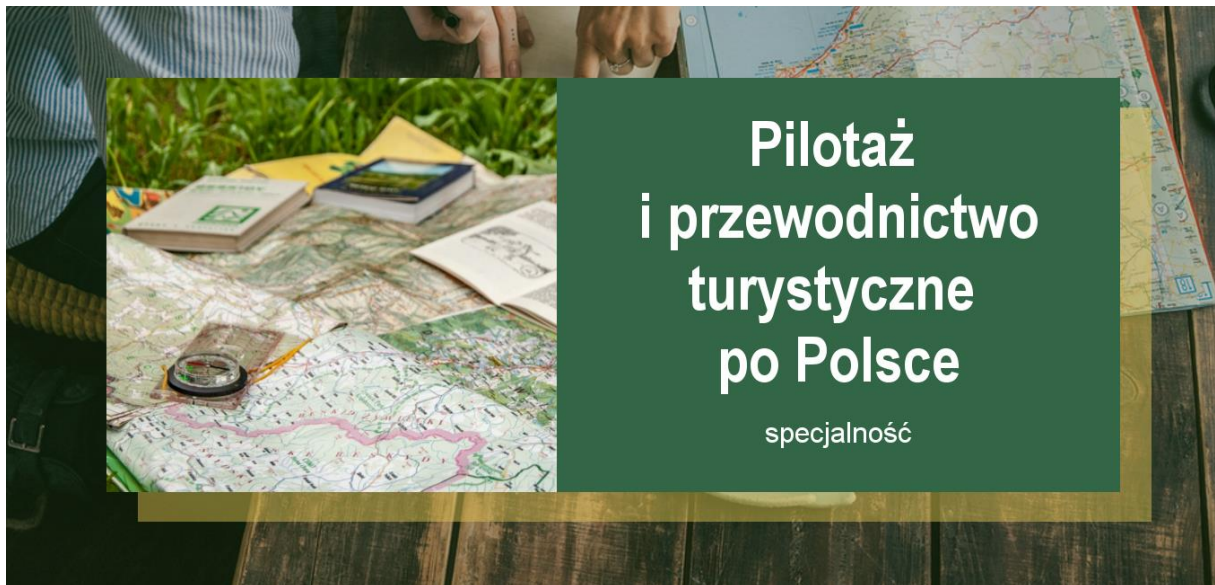 Pilotaż
i przewodnictwo
turystyczne
po Polsce
specjalność